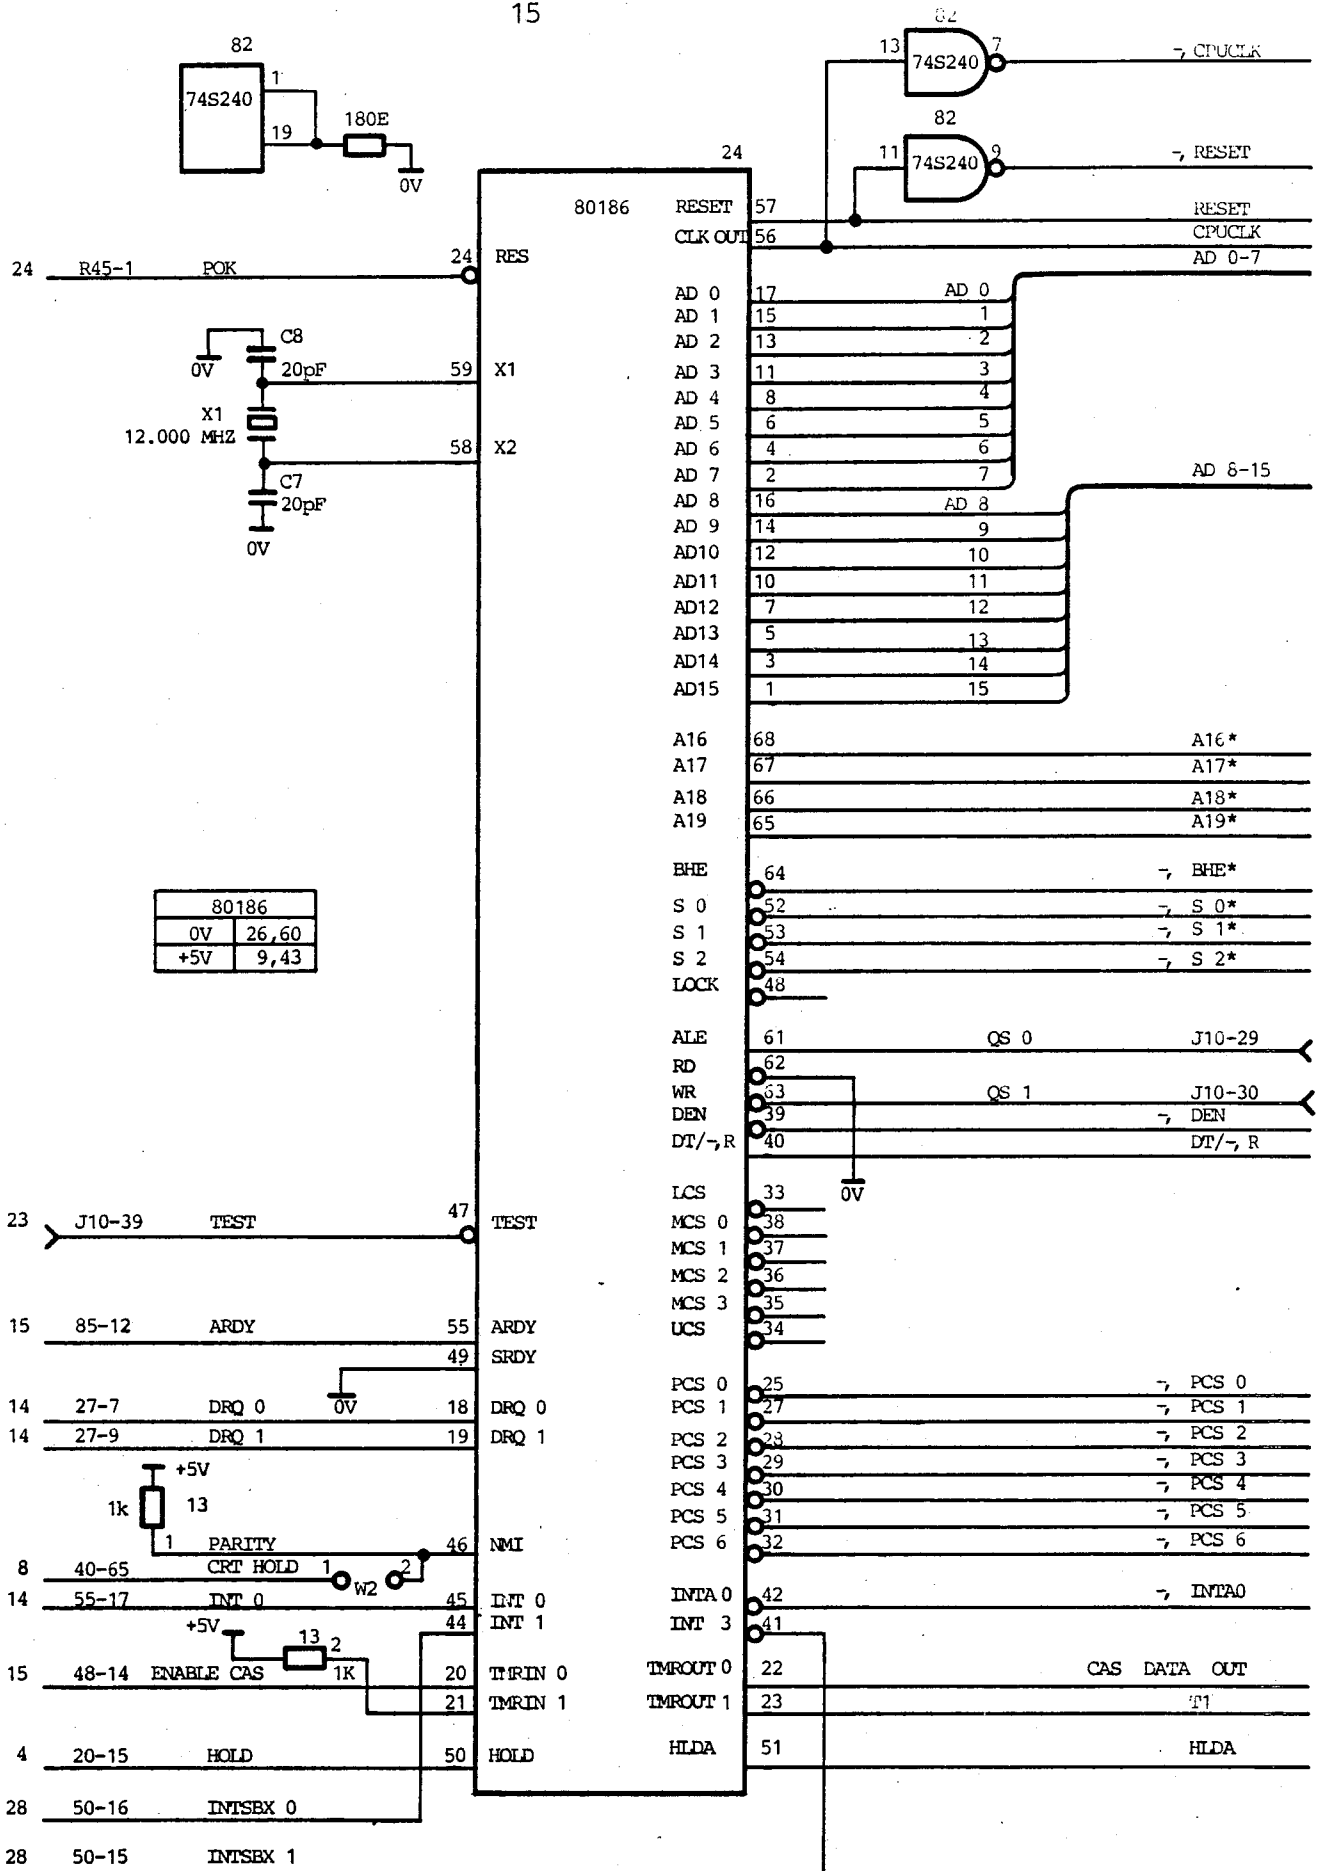 15
82
74S240
1
19
180E
0V
82
13
74S240
7
-, CPUCLK
82
11
74S240
9
-, RESET
24
80186
RESET 57 RESET
CLK OUT 56 CPUCLK
AD 0-7
24 R45-1 POK 24 RES
AD 0 17 AD 0
AD 1 15 1
AD 2 13 2
AD 3 11 3
AD 4 8 4
AD 5 6 5
AD 6 4 6
AD 7 2 7
AD 8-15
AD 8 16 AD 8
AD 9 14 9
AD10 12 10
AD11 10 11
AD12 7 12
AD13 5 13
AD14 3 14
AD15 1 15
C8
20pF
0V
59 X1
X1
12.000 MHZ
58 X2
C7
20pF
0V
A16 68 A16*
A17 67 A17*
A18 66 A18*
A19 65 A19*
80186
0V 26,60
+5V 9,43
BHE 64 -, BHE*
S 0 52 -, S 0*
S 1 53 -, S 1*
S 2 54 -, S 2*
LOCK 48
ALE 61 QS 0 J10-29
RD 62
WR 63 QS 1 J10-30
DEN 39 -, DEN
DT/-,R 40 DT/-,R
0V
LCS 33
MCS 0 38
MCS 1 37
MCS 2 36
MCS 3 35
UCS 34
23 J10-39 TEST 47 TEST
15 85-12 ARDY 55 ARDY
49 SRDY
0V
14 27-7 DRQ 0 18 DRQ 0
14 27-9 DRQ 1 19 DRQ 1
PCS 0 25 -, PCS 0
PCS 1 27 -, PCS 1
PCS 2 28 -, PCS 2
PCS 3 29 -, PCS 3
PCS 4 30 -, PCS 4
PCS 5 31 -, PCS 5
PCS 6 32 -, PCS 6
+5V
1k 13
1 PARITY 46 NMI
8 40-65 CRT HOLD 1 W2 2
14 55-17 INT 0 45 INT 0
44 INT 1
INTA 0 42 -, INTA0
INT 3 41
+5V
13 2
1K
15 48-14 ENABLE CAS 20 TMRIN 0
21 TMRIN 1
TMROUT 0 22 CAS DATA OUT
TMROUT 1 23 T1
4 20-15 HOLD 50 HOLD
HLDA 51 HLDA
28 50-16 INTSBX 0
28 50-15 INTSBX 1